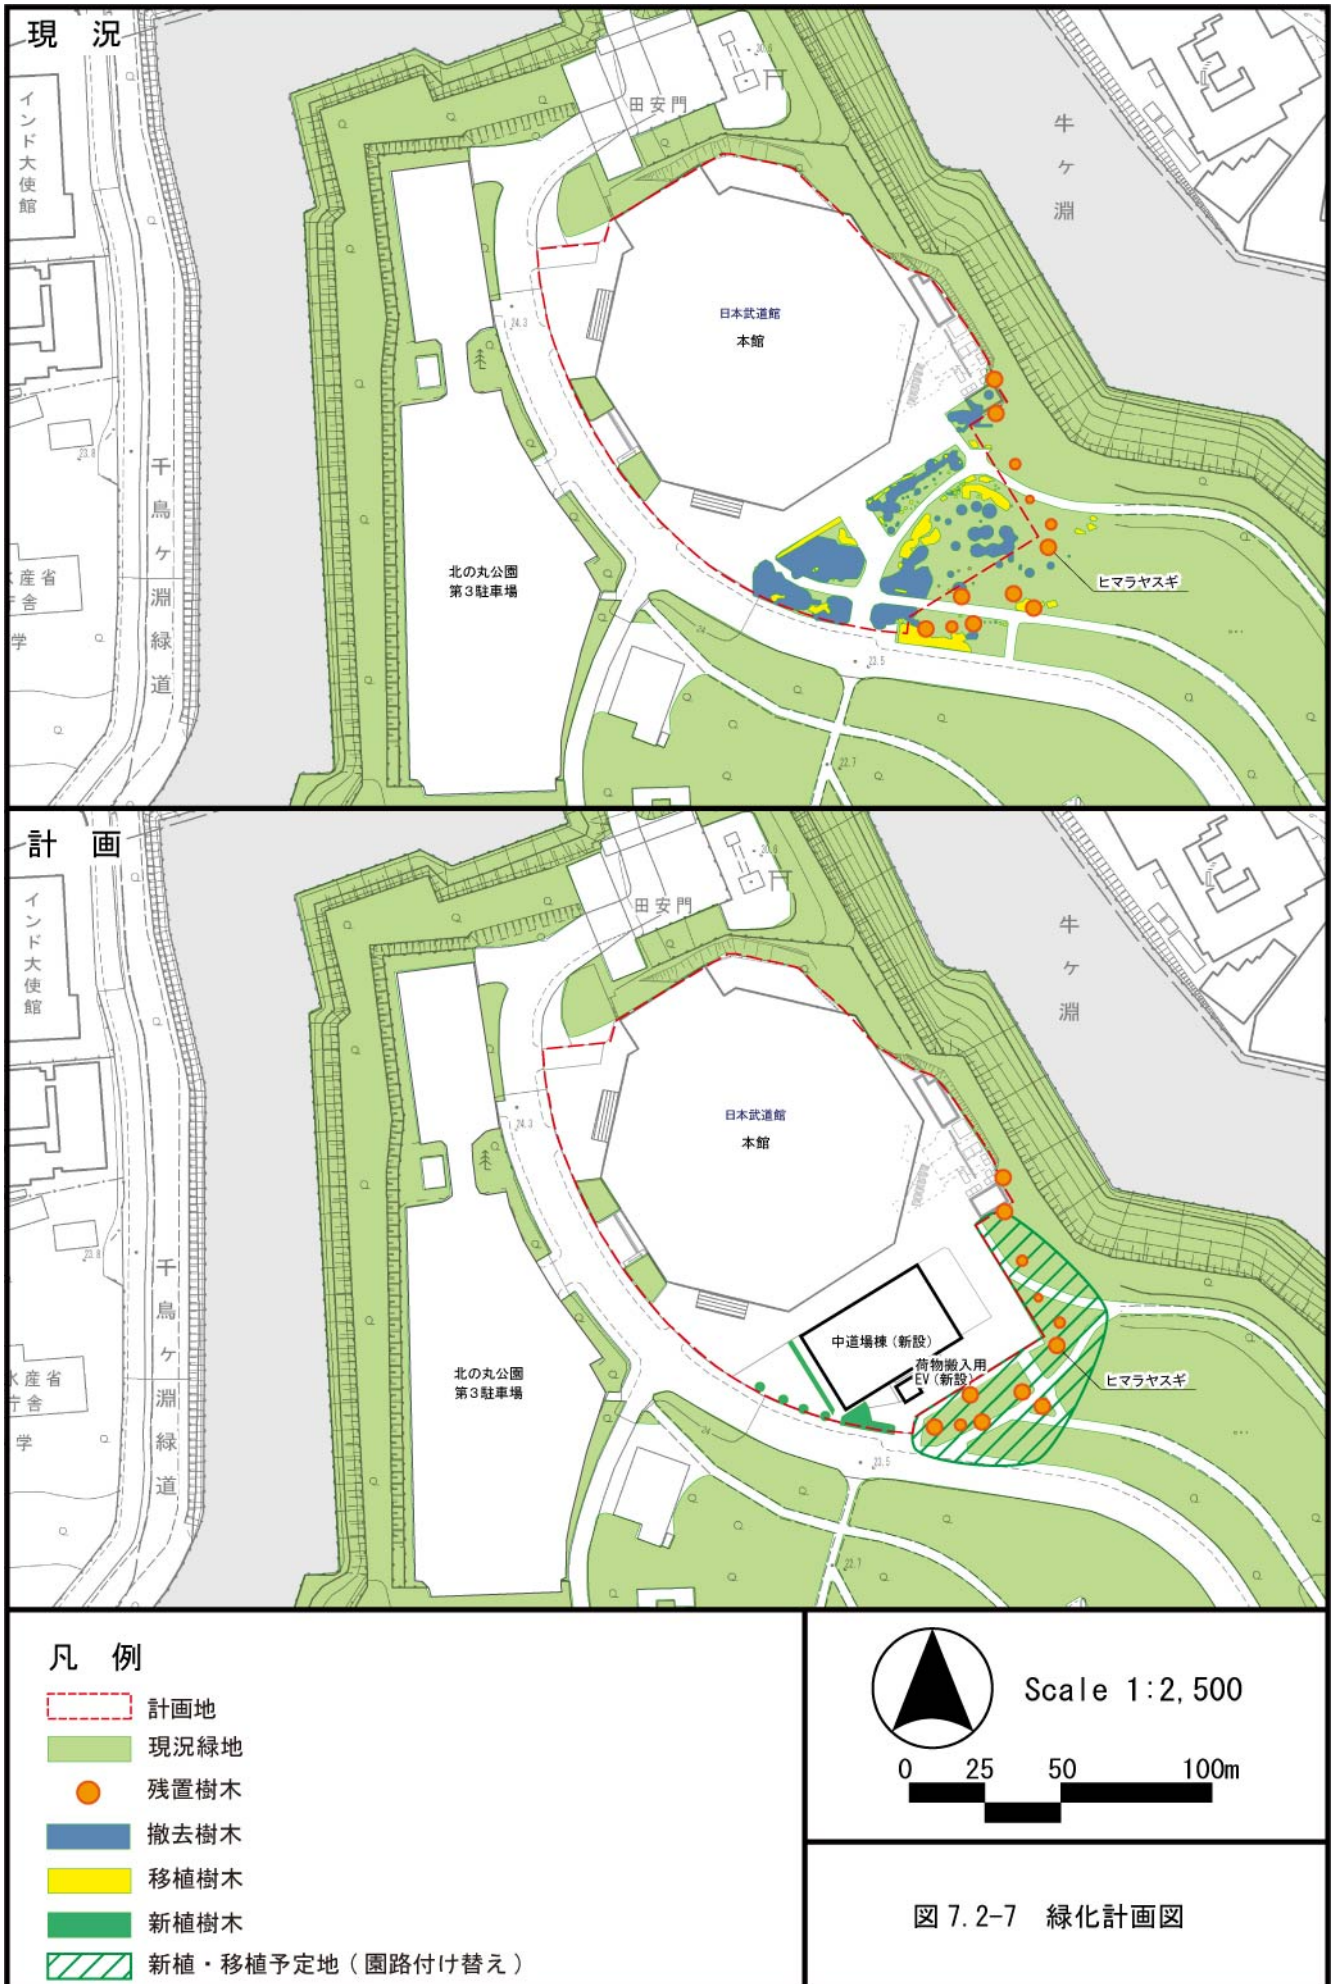 現 況
インド大使館
田安門
30.6
牛ヶ淵
日本武道館
本館
24.3
23.8
千鳥ヶ淵緑道
水産省
庁舎
学
北の丸公園
第3駐車場
ヒマラヤスギ
24
23.5
22.7
計 画
インド大使館
田安門
30.6
牛ヶ淵
日本武道館
本館
24.3
23.8
千鳥ヶ淵緑道
水産省
庁舎
学
北の丸公園
第3駐車場
中道場棟（新設）
荷物搬入用
EV（新設）
ヒマラヤスギ
24
23.5
22.7
凡 例
計画地
現況緑地
残置樹木
撤去樹木
移植樹木
新植樹木
新植・移植予定地（園路付け替え）
Scale 1:2,500
0 25 50 100m
図 7.2-7 緑化計画図